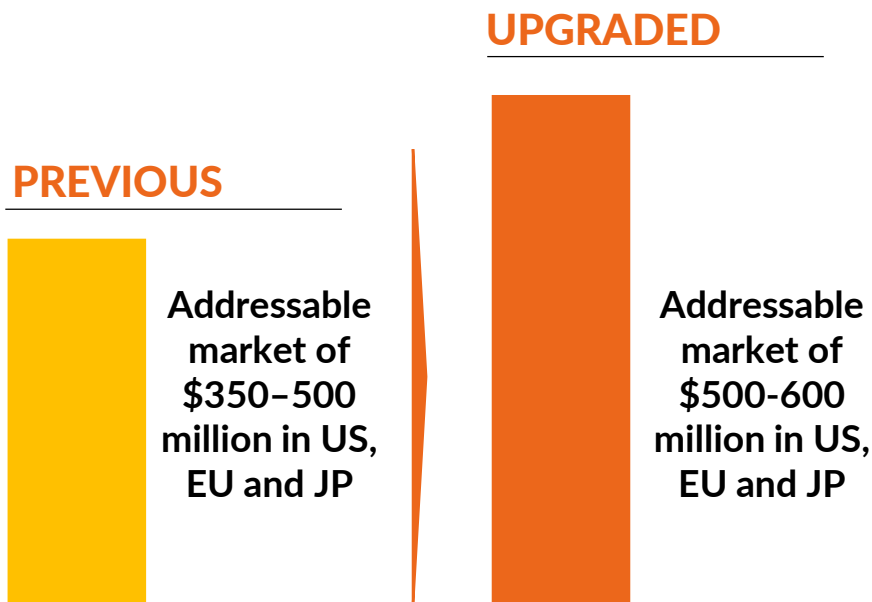 PREVIOUS
Addressable
market of
$350–500
million in US,
EU and JP
UPGRADED
Addressable
market of
$500-600
million in US,
EU and JP